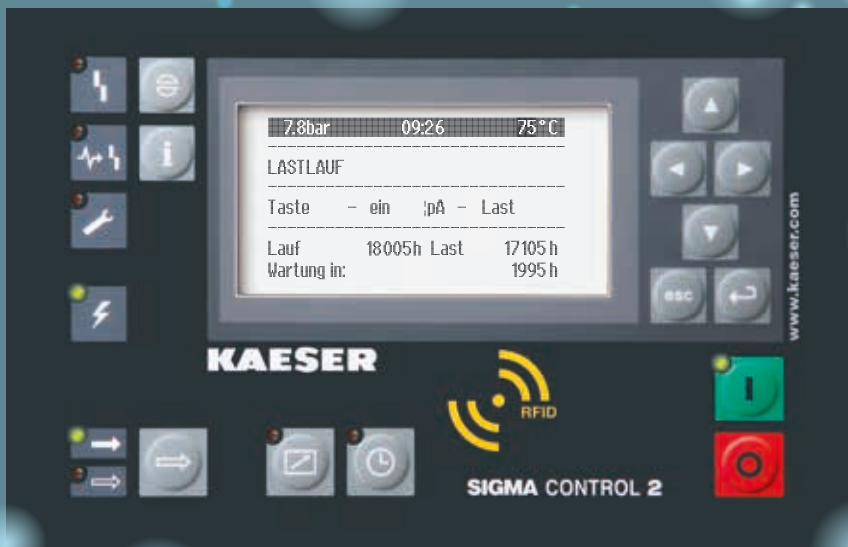 7.8bar 09:26 75°C
LASTLAUF
Taste - ein ¦pA - Last
Lauf 18005h Last 17105h
Wartung in: 1995h
esc
www.kaeser.com
KAESER
RFID
I
O
SIGMA CONTROL 2
i